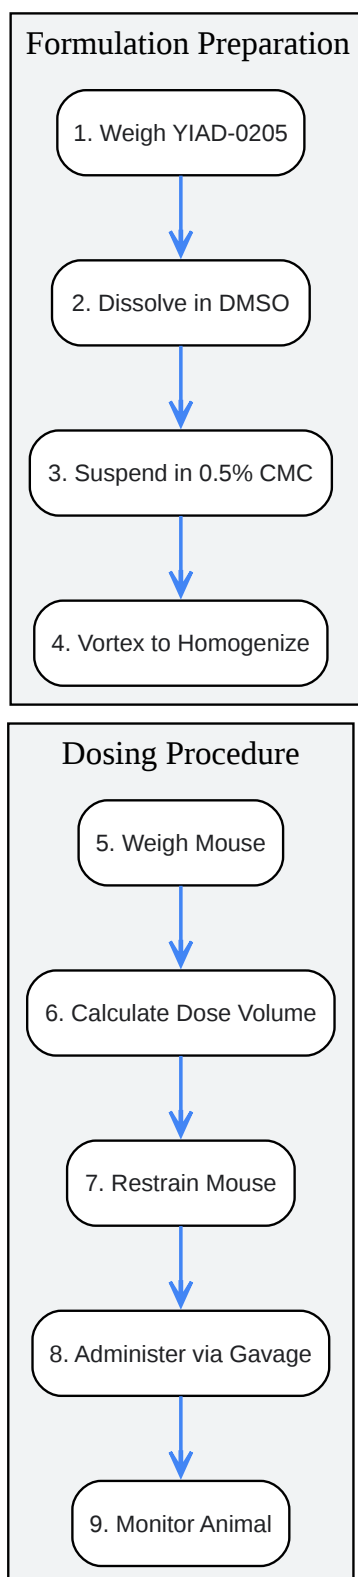 Formulation Preparation
1. Weigh YIAD-0205
2. Dissolve in DMSO
3. Suspend in 0.5% CMC
4. Vortex to Homogenize
Dosing Procedure
5. Weigh Mouse
6. Calculate Dose Volume
7. Restrain Mouse
8. Administer via Gavage
9. Monitor Animal